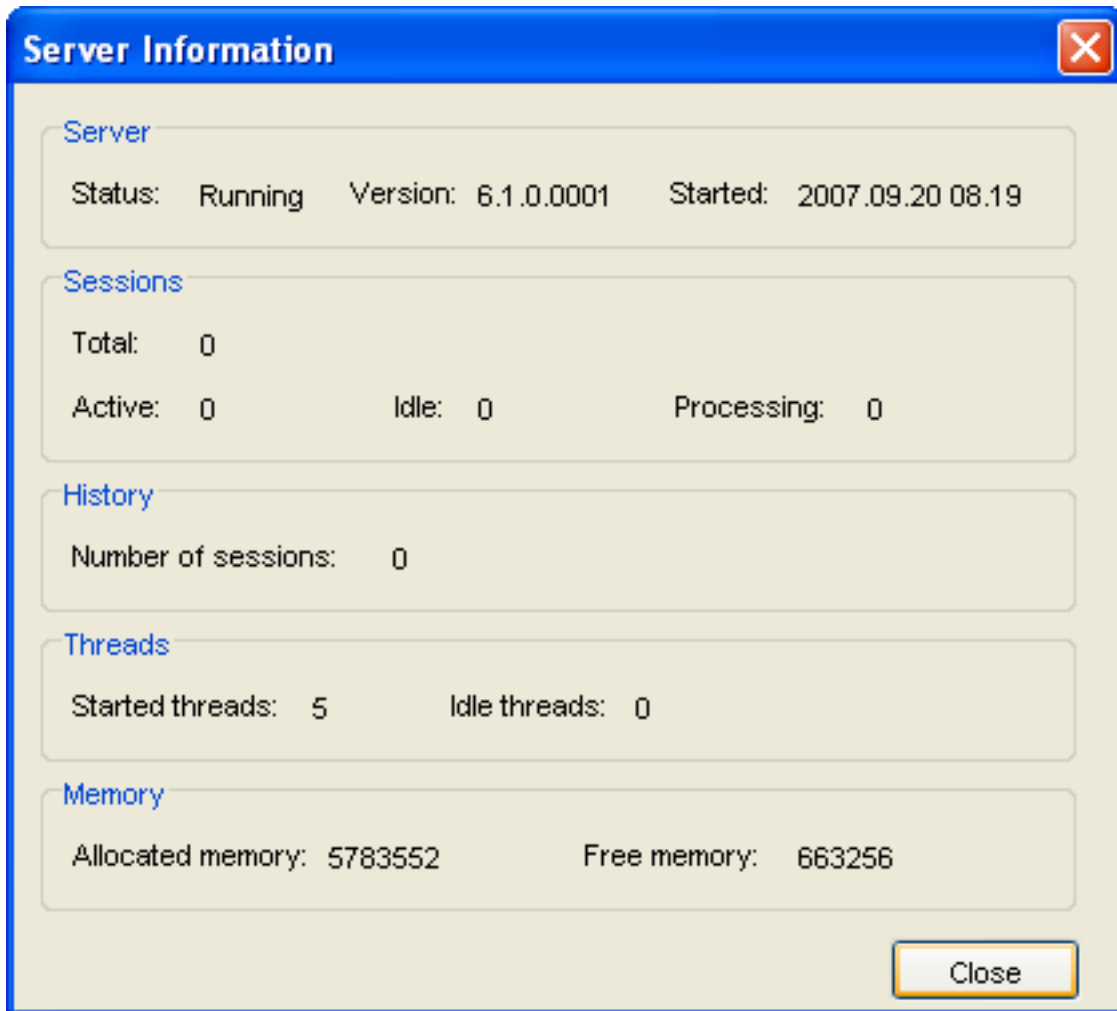 Server Information
Server
Status: Running Version: 6.1.0.0001 Started: 2007.09.20 08.19
Sessions
Total: 0
Active: 0 Idle: 0 Processing: 0
History
Number of sessions: 0
Threads
Started threads: 5 Idle threads: 0
Memory
Allocated memory: 5783552 Free memory: 663256
Close